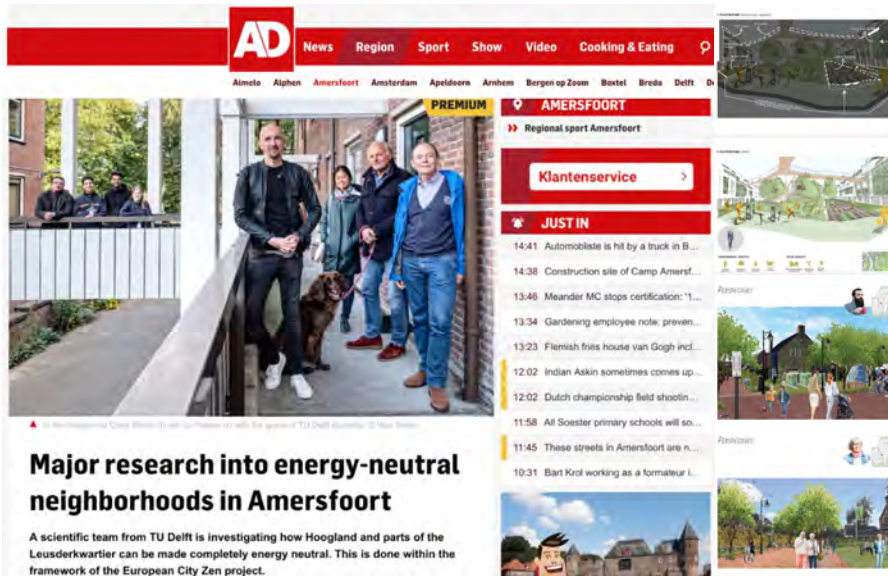 AD
News Region Sport Show Video Cooking & Eating
Almelo Alphen Amersfoort Amsterdam Apeldoorn Arnhem Bergen op Zoom Boxtel Breda Delft
PREMIUM
Major research into energy-neutral
neighborhoods in Amersfoort
A scientific team from TU Delft is investigating how Hoogland and parts of the
Leusderkwartier can be made completely energy neutral. This is done within the
framework of the European City Zen project.
AMERSFOORT
Regional sport Amersfoort
Klantenservice
JUST IN
14:41 Automobliste is hit by a truck in B...
14:38 Construction site of Camp Amersf...
13:46 Meander MC stops certification: '1...
13:34 Gardening employee note: preven...
13:23 Flemish fries house van Gogh incl...
12:02 Indian Askin sometimes comes up...
12:02 Dutch championship field shootin...
11:58 All Soester primary schools will so...
11:45 These streets in Amersfoort are n...
10:31 Bart Krol working as a formateur i...